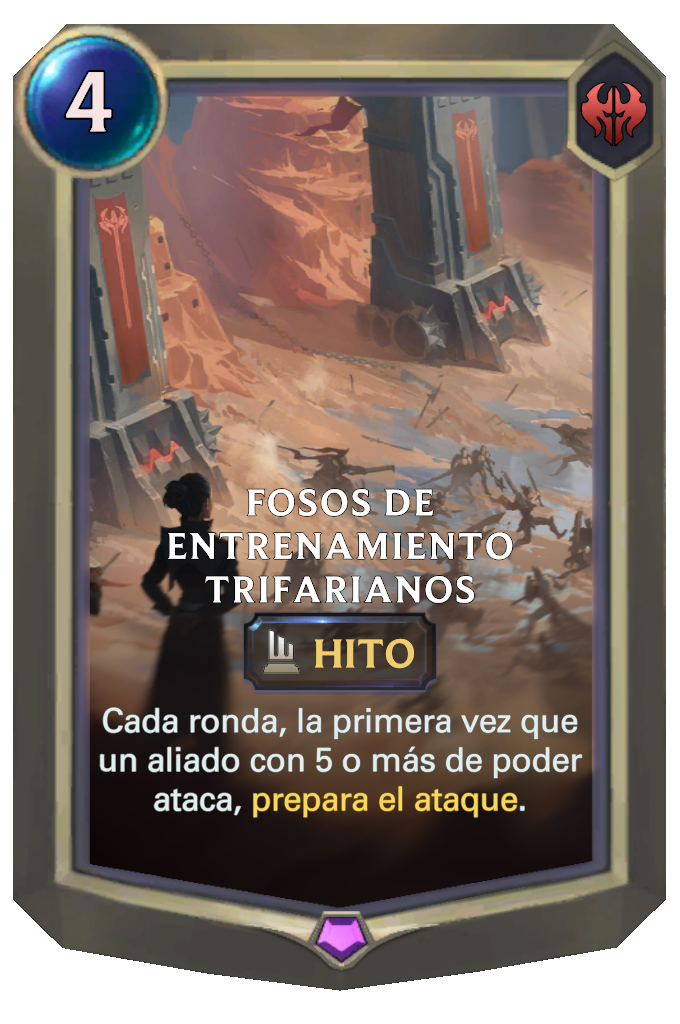 4
FOSOS DE
ENTRENAMIENTO
TRIFARIANOS
HITO
Cada ronda, la primera vez que
un aliado con 5 o más de poder
ataca, prepara el ataque.